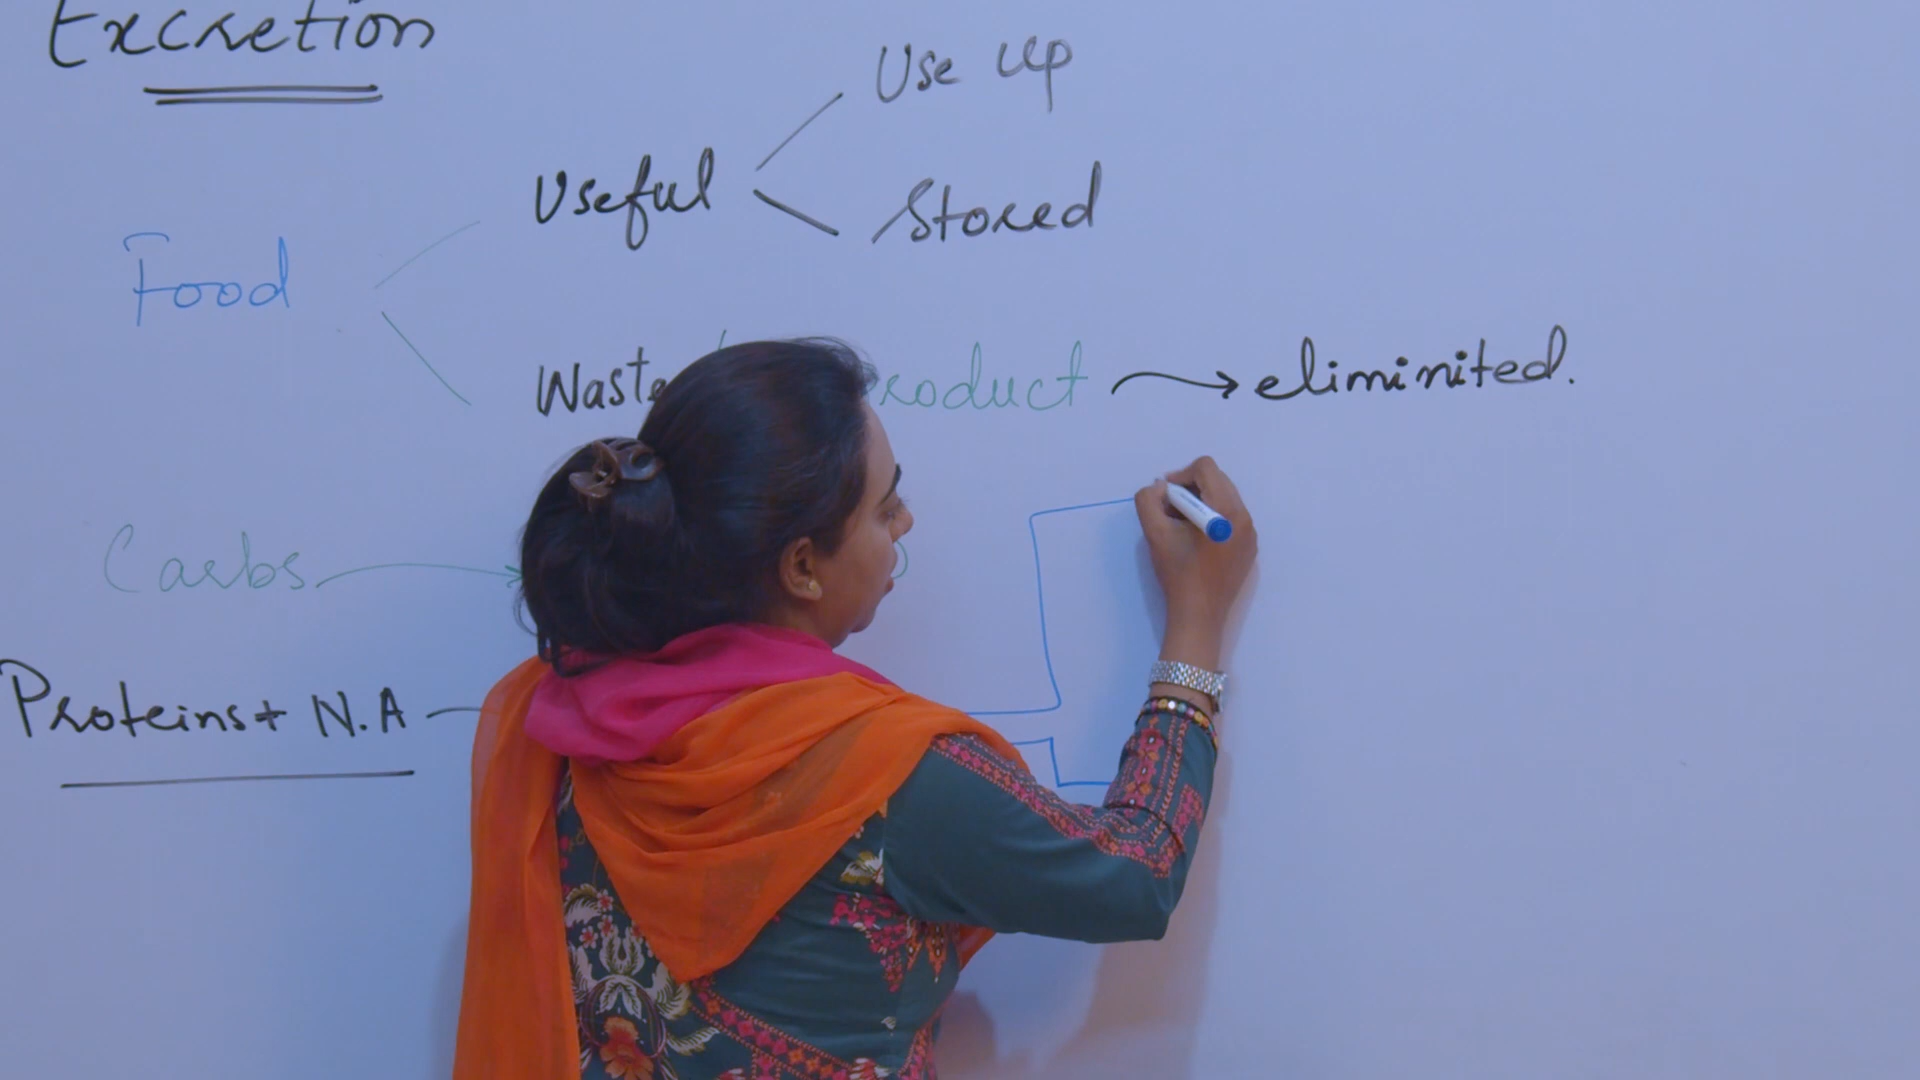 Excretion
Use Up
Useful
Stored
Food
Waste product → eliminited.
Carbs
Proteins + N.A